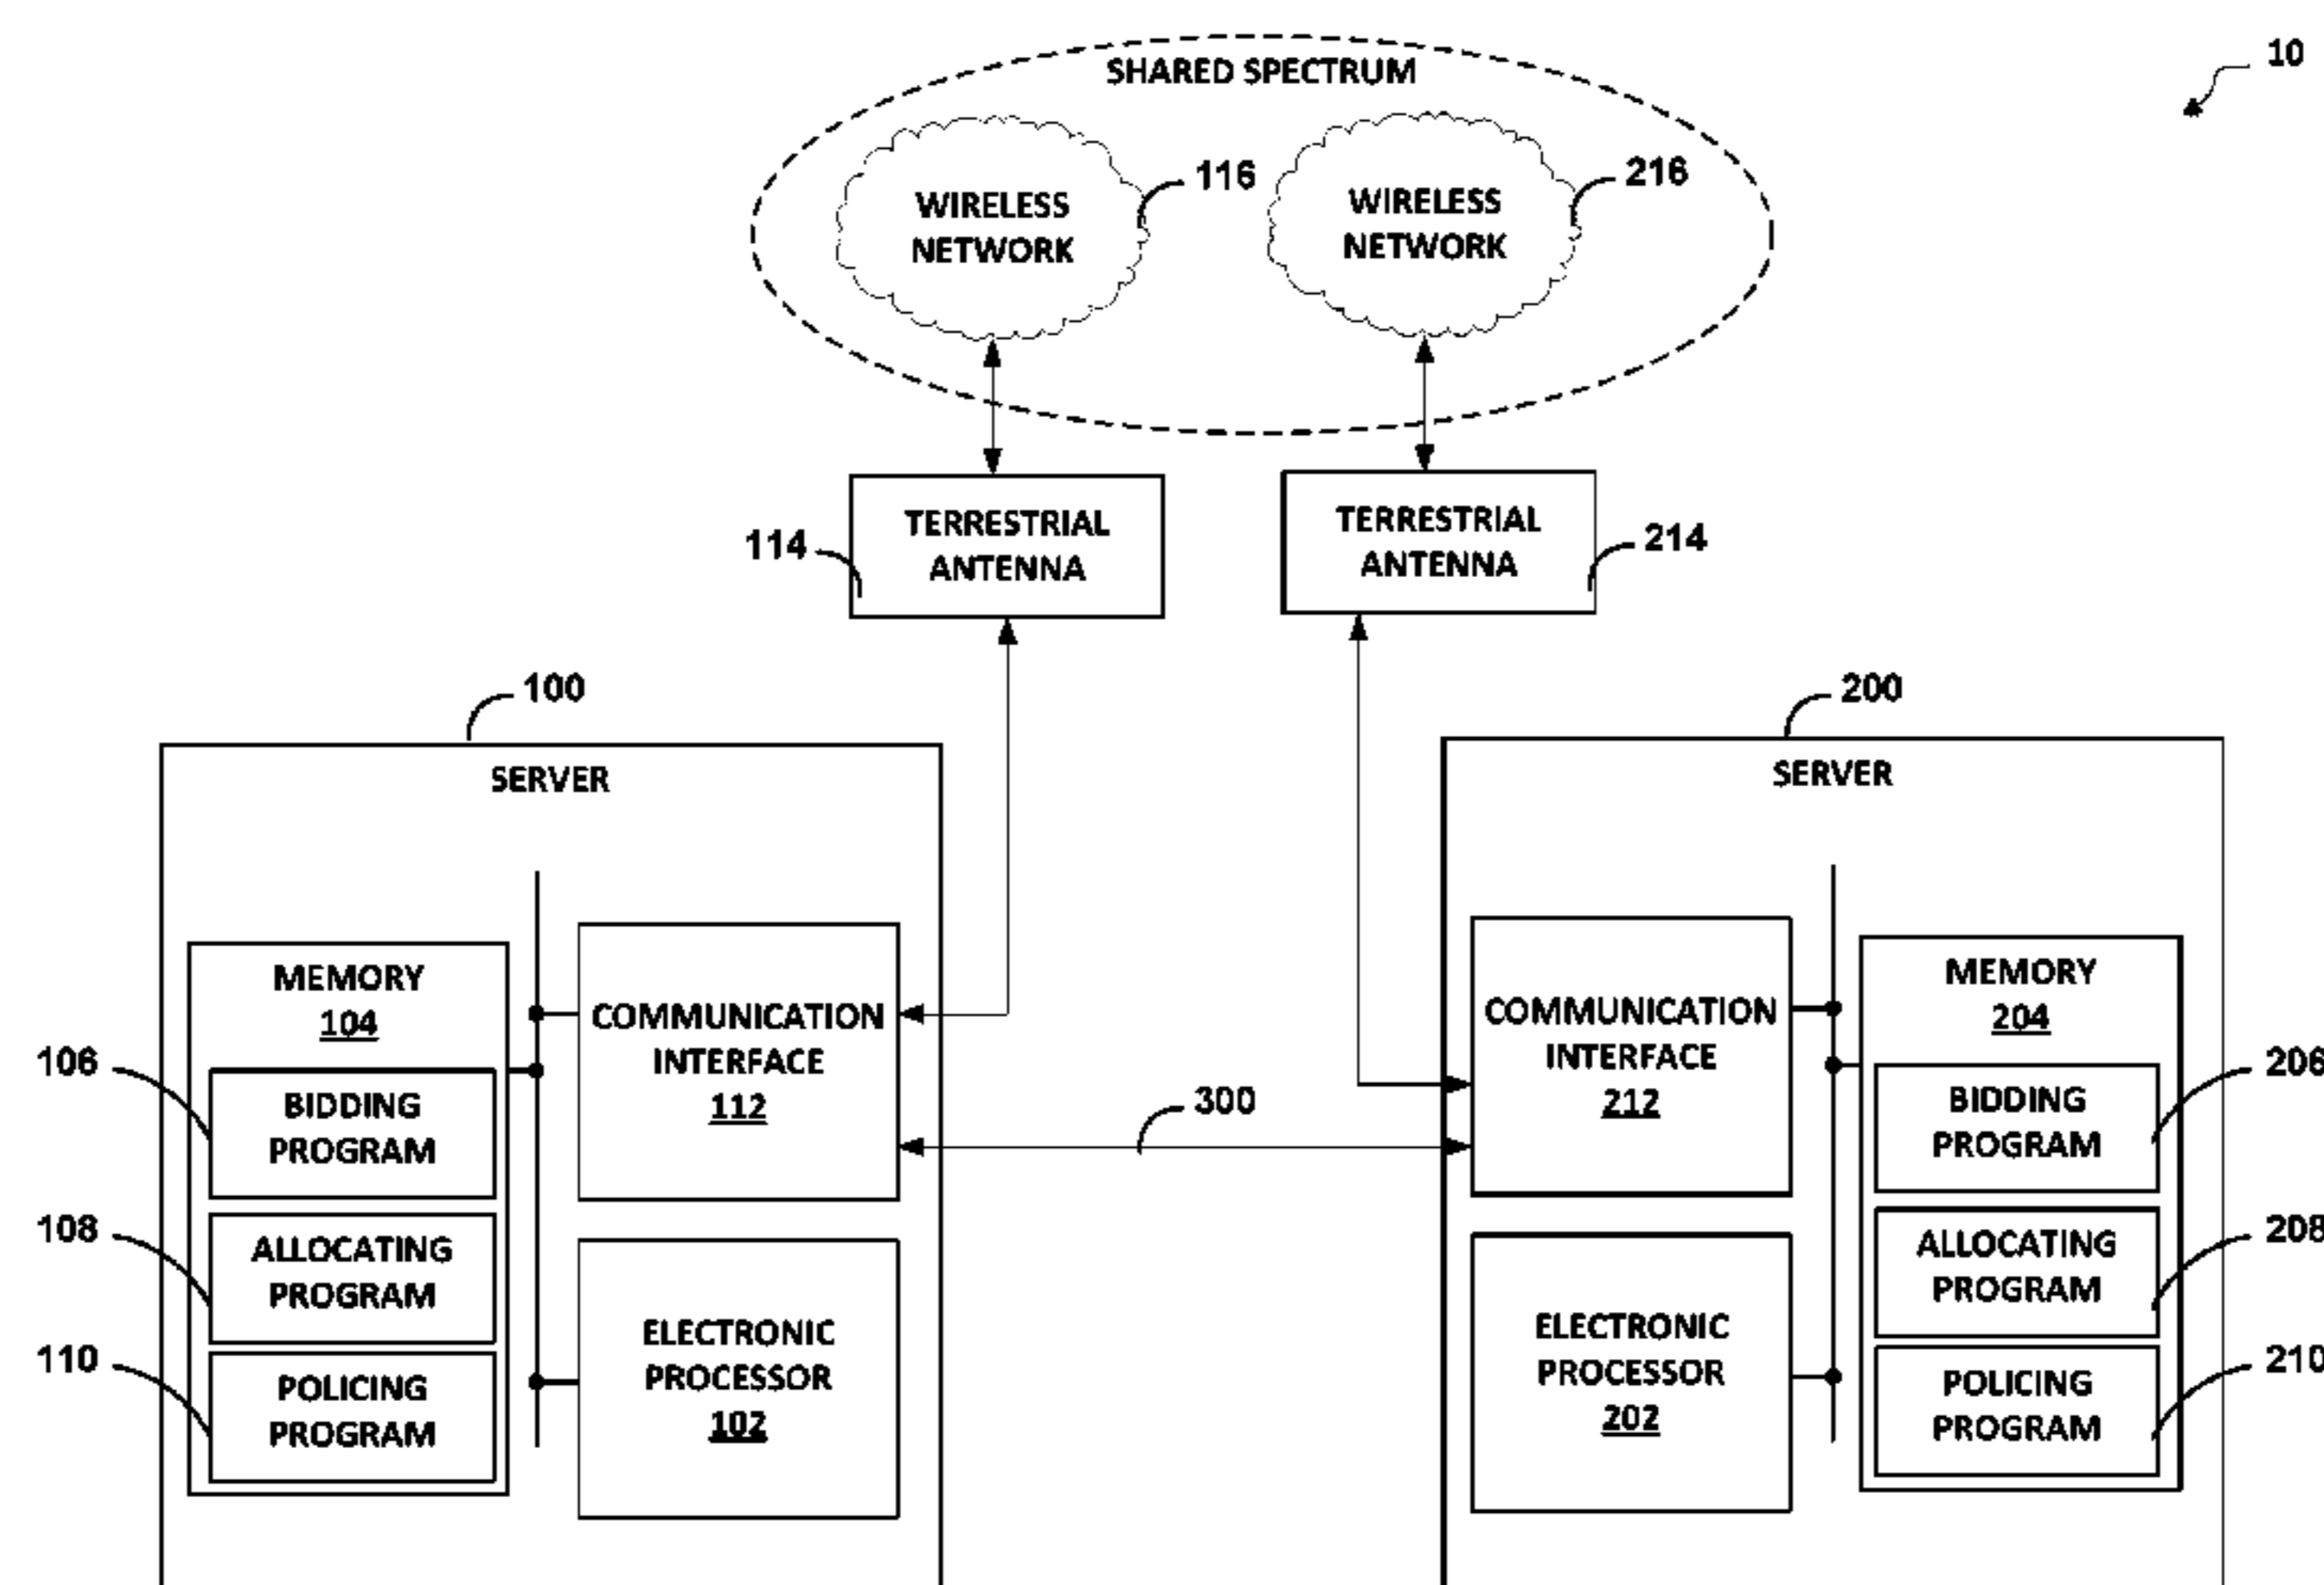 10
SHARED SPECTRUM
116
216
WIRELESS
NETWORK
WIRELESS
NETWORK
114
TERRESTRIAL
ANTENNA
TERRESTRIAL
ANTENNA
214
100
SERVER
MEMORY
104
106
BIDDING
PROGRAM
108
ALLOCATING
PROGRAM
110
POLICING
PROGRAM
COMMUNICATION
INTERFACE
112
ELECTRONIC
PROCESSOR
102
300
200
SERVER
COMMUNICATION
INTERFACE
212
ELECTRONIC
PROCESSOR
202
MEMORY
204
BIDDING
PROGRAM
206
ALLOCATING
PROGRAM
208
POLICING
PROGRAM
210